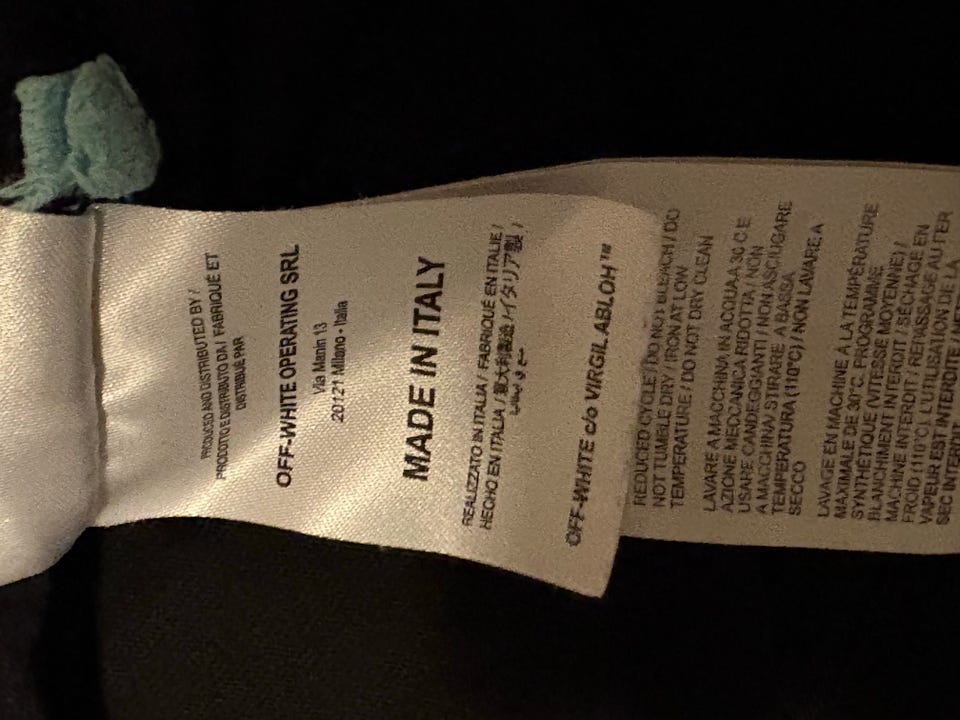 PRODUCED AND DISTRIBUTED BY /
PRODOTTO E DISTRIBUTO DA / FABRIQUÉ ET
DISTRIBUÉ PAR
OFF-WHITE OPERATING SRL
Via Manin 13
20121 Milano - Italia
MADE IN ITALY
REALIZZATO IN ITALIA / FABRIQUÉ EN ITALIE /
HECHO EN ITALIA / 意大利製造 / イタリア製 /
OFF-WHITE c/o VIRGIL ABLOH™
REDUCED CYCLE / DO NOT BLEACH / DO
NOT TUMBLE DRY / IRON AT LOW
TEMPERATURE / DO NOT DRY CLEAN
LAVARE A MACCHINA IN ACQUA A 30 C E
AZIONE MECCANICA RIDOTTA / NON
USARE CANDEGGIANTI / NON ASCIUGARE
A MACCHINA STIRARE A BASSA
TEMPERATURA (110°C) / NON LAVARE A
SECCO
LAVAGE EN MACHINE À LA TEMPÉRATURE
MAXIMALE DE 30°C. PROGRAMME
SYNTHÉTIQUE (VITESSE MOYENNE) /
BLANCHIMENT INTERDIT / SÉCHAGE EN
MACHINE INTERDIT / REPASSAGE AU FER
FROID (110°C). L'UTILISATION DE LA
VAPEUR EST INTERDITE /
SEC INTERDIT